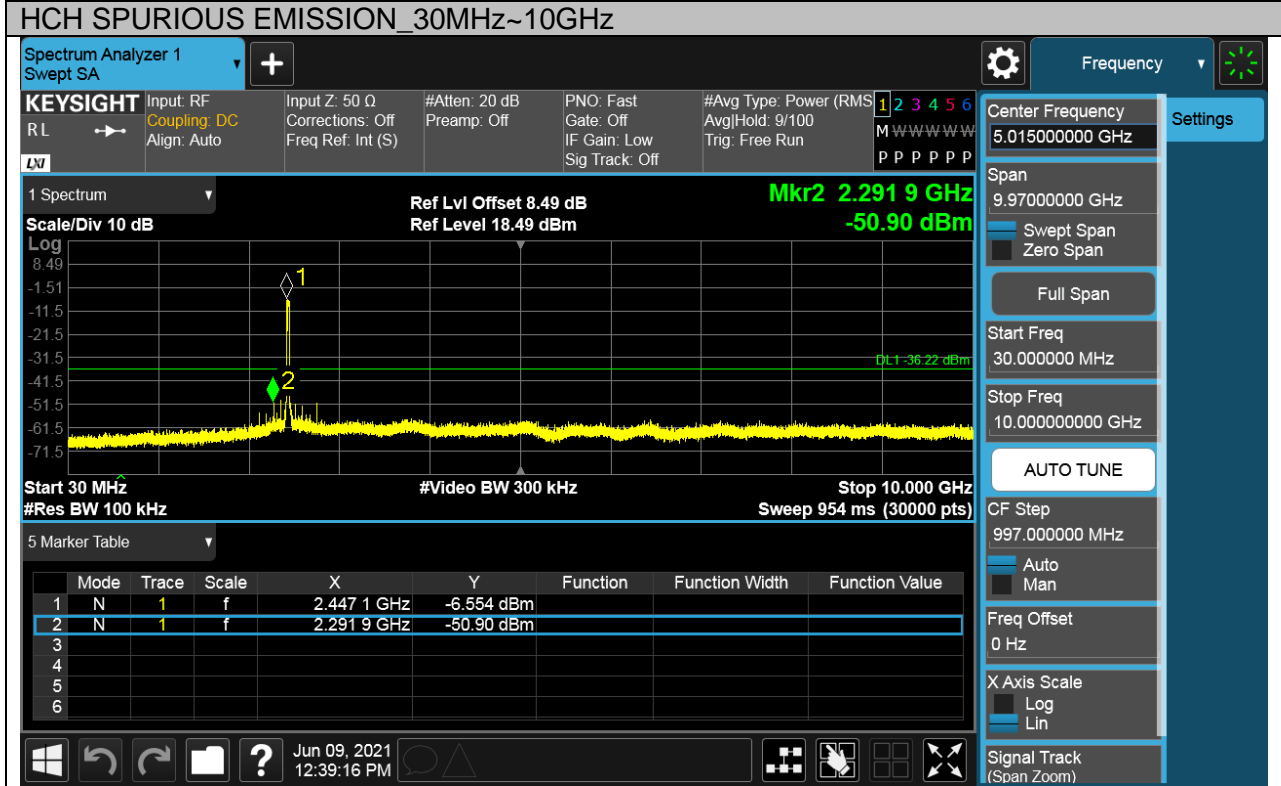 HCH SPURIOUS EMISSION_30MHz~10GHz
Spectrum Analyzer 1
Swept SA
Frequency
KEYSIGHT
RL
LXI
Input: RF
Coupling: DC
Align: Auto
Input Z: 50 Ω
Corrections: Off
Freq Ref: Int (S)
#Atten: 20 dB
Preamp: Off
PNO: Fast
Gate: Off
IF Gain: Low
Sig Track: Off
#Avg Type: Power (RMS
Avg|Hold: 9/100
Trig: Free Run
1 2 3 4 5 6
M W W W W W
P P P P P P
Center Frequency
5.015000000 GHz
Settings
Span
9.97000000 GHz
Swept Span
Zero Span
Full Span
Start Freq
30.000000 MHz
Stop Freq
10.000000000 GHz
AUTO TUNE
CF Step
997.000000 MHz
Auto
Man
Freq Offset
0 Hz
X Axis Scale
Log
Lin
Signal Track
(Span Zoom)
1 Spectrum
Scale/Div 10 dB
Ref Lvl Offset 8.49 dB
Ref Level 18.49 dBm
Mkr2 2.291 9 GHz
-50.90 dBm
Log
8.49
-1.51
-11.5
-21.5
-31.5
-41.5
-51.5
-61.5
-71.5
1
2
DL1 -36.22 dBm
Start 30 MHz
#Video BW 300 kHz
Stop 10.000 GHz
#Res BW 100 kHz
Sweep 954 ms (30000 pts)
5 Marker Table
Mode Trace Scale X Y Function Function Width Function Value
1 N 1 f 2.447 1 GHz -6.554 dBm
2 N 1 f 2.291 9 GHz -50.90 dBm
3
4
5
6
?
Jun 09, 2021
12:39:16 PM